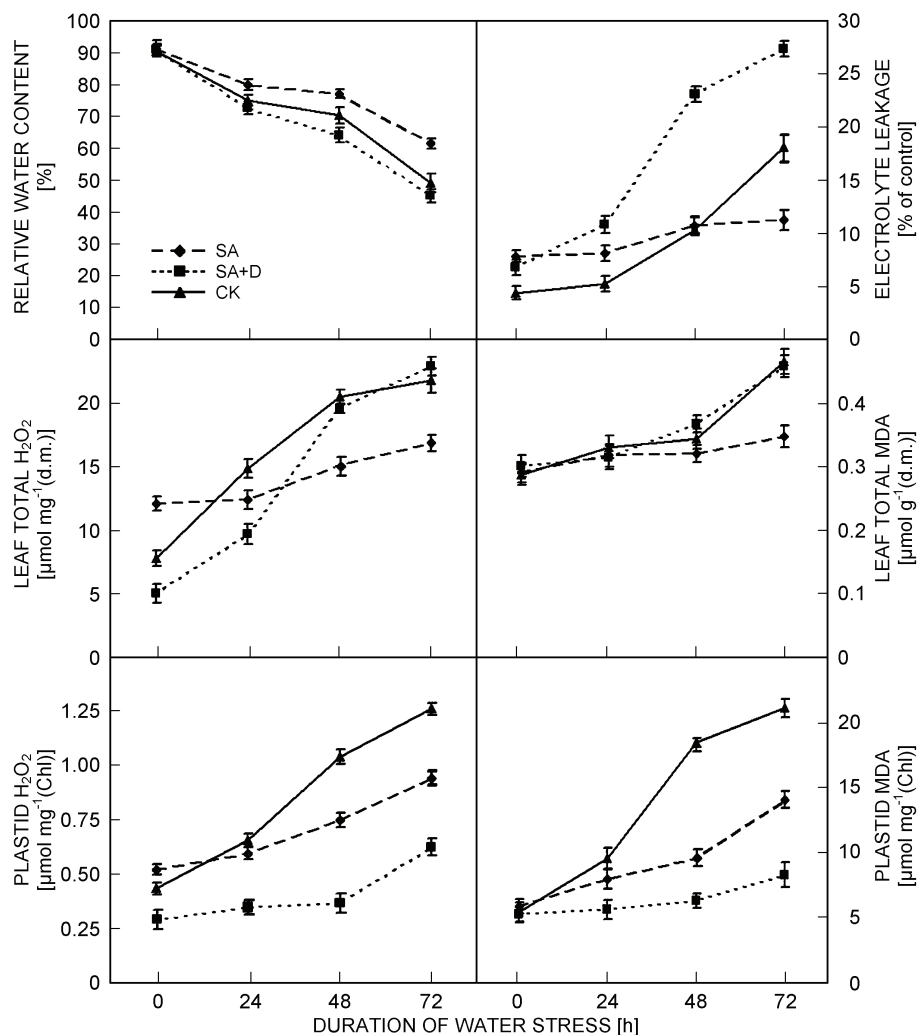 100
90
80
70
60
50
40
30
20
10
0
RELATIVE WATER CONTENT
[%]
SA
SA+D
CK
30
25
20
15
10
5
0
ELECTROLYTE LEAKAGE
[% of control]
20
15
10
5
0
LEAF TOTAL H₂O₂
[µmol mg⁻¹(d.m.)]
0.4
0.3
0.2
0.1
0
LEAF TOTAL MDA
[µmol g⁻¹(d.m.)]
1.25
1.00
0.75
0.50
0.25
0
PLASTID H₂O₂
[µmol mg⁻¹(Chl)]
20
15
10
5
0
PLASTID MDA
[µmol mg⁻¹(Chl)]
0 24 48 72 0 24 48 72
DURATION OF WATER STRESS [h]